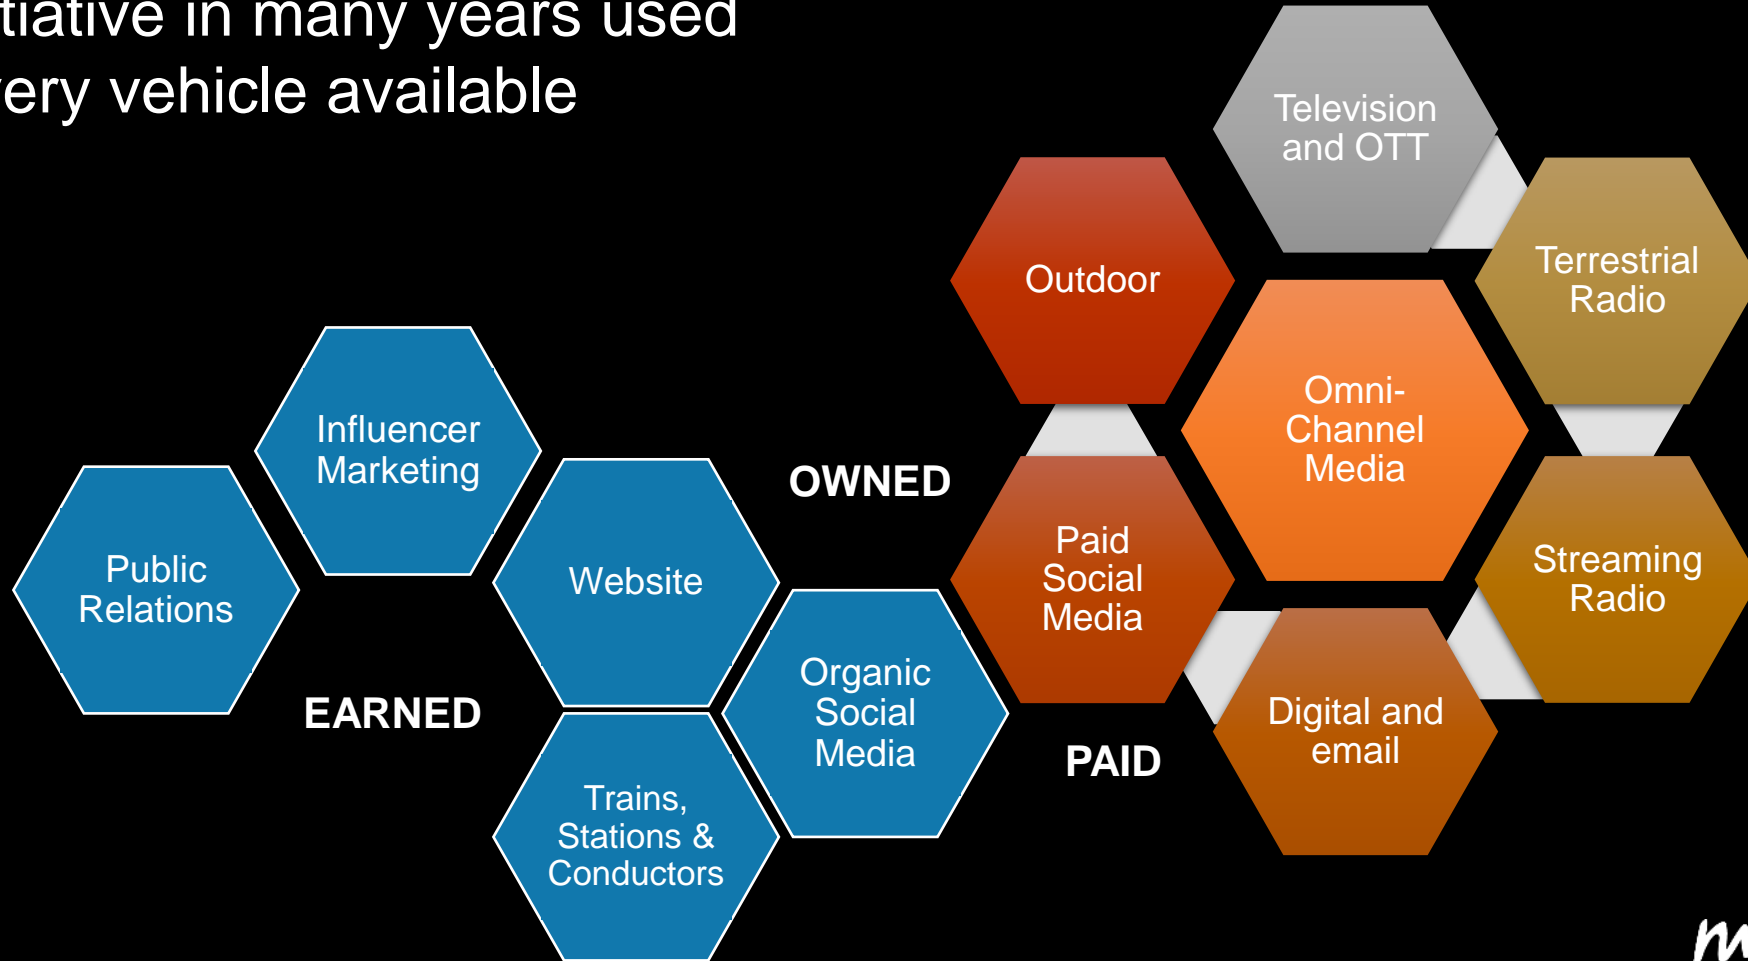 tiative in many years used
very vehicle available
Television
and OTT
Outdoor
Terrestrial
Radio
Omni-
Channel
Media
Influencer
Marketing
OWNED
Public
Relations
Website
Paid
Social
Media
Streaming
Radio
EARNED
Organic
Social
Media
PAID
Digital and
email
Trains,
Stations &
Conductors